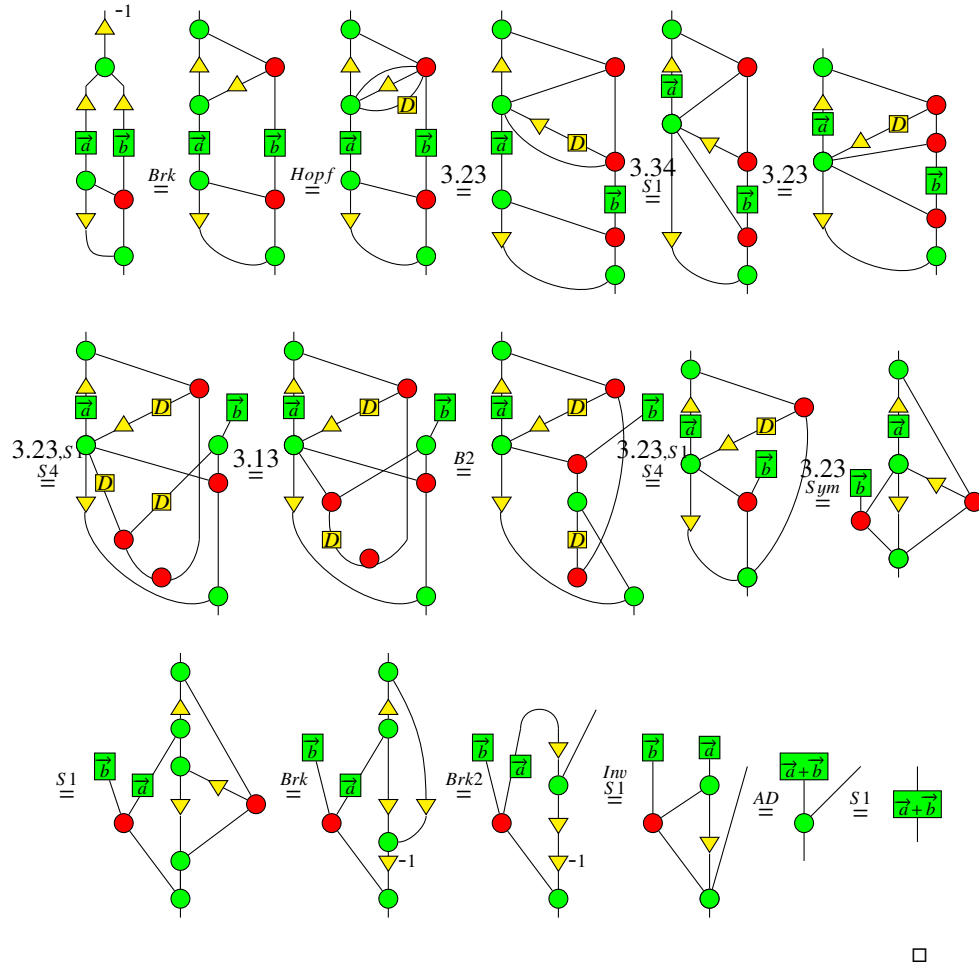 -1
a⃗ b⃗
Brk
=
a⃗ b⃗
Hopf
=
D
a⃗ b⃗
3.23
=
a⃗ D
b⃗
3.34
S1
=
a⃗
b⃗
3.23
=
a⃗ D
b⃗
3.23,S1
S4
=
a⃗ D b⃗
D D
3.13
=
a⃗ D b⃗
D
B2
=
a⃗ D b⃗
D
3.23,S1
S4
=
a⃗ D
b⃗
3.23
Sym
=
a⃗
b⃗
S1
=
b⃗
a⃗
Brk
=
b⃗
a⃗
-1
Brk2
=
b⃗
a⃗
-1
Inv
S1
=
b⃗ a⃗
AD
=
a⃗+b⃗
S1
=
a⃗+b⃗
□